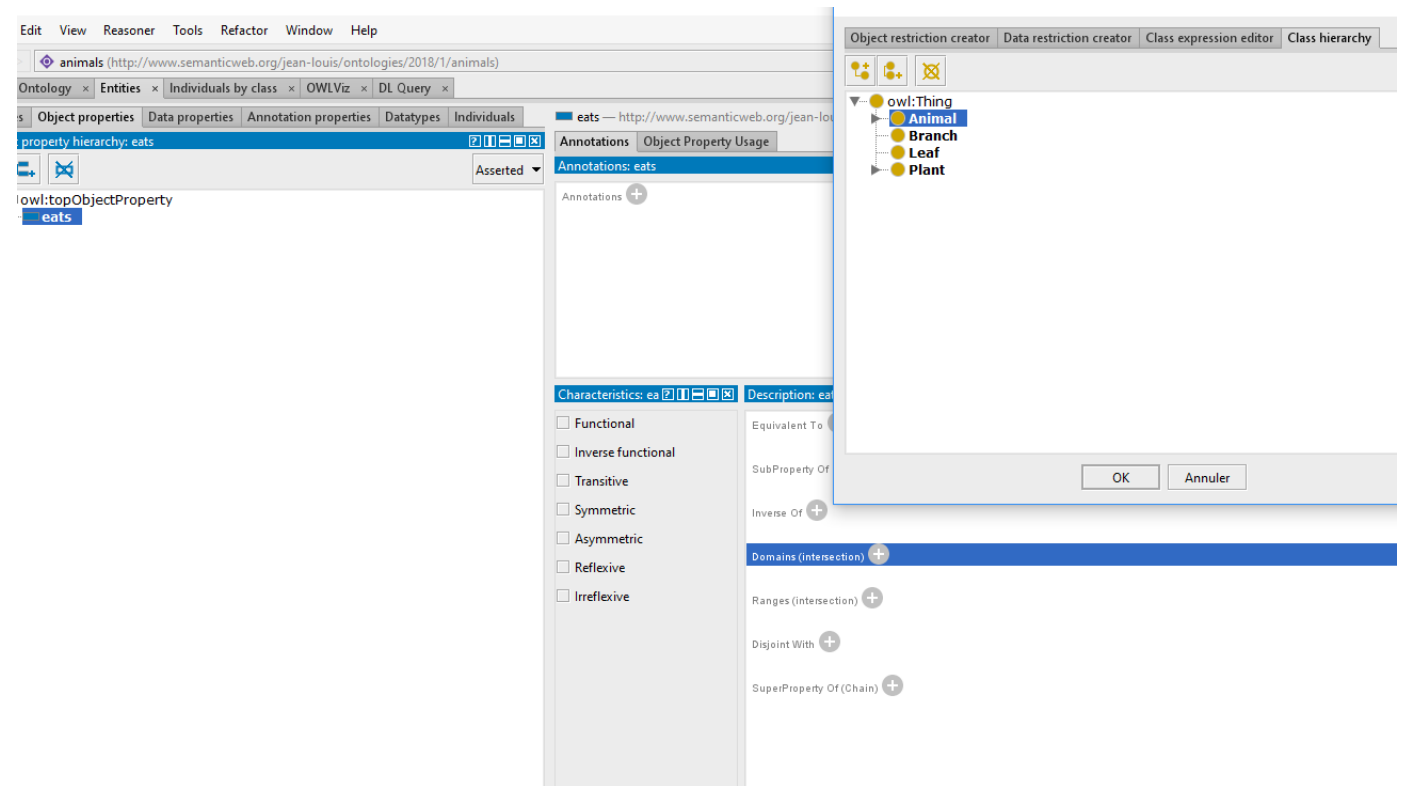 Edit View Reasoner Tools Refactor Window Help
animals (http://www.semanticweb.org/jean-louis/ontologies/2018/1/animals)
Ontology × Entities × Individuals by class × OWLViz × DL Query ×
Object properties Data properties Annotation properties Datatypes Individuals
property hierarchy: eats
Asserted
owl:topObjectProperty
eats
eats — http://www.semanticweb.org/jean-lou
Annotations Object Property Usage
Annotations: eats
Annotations
Characteristics: ea
Functional
Inverse functional
Transitive
Symmetric
Asymmetric
Reflexive
Irreflexive
Description: eat
Equivalent To
SubProperty Of
Inverse Of
Domains (intersection)
Ranges (intersection)
Disjoint With
SuperProperty Of (Chain)
Object restriction creator Data restriction creator Class expression editor Class hierarchy
owl:Thing
Animal
Branch
Leaf
Plant
OK Annuler